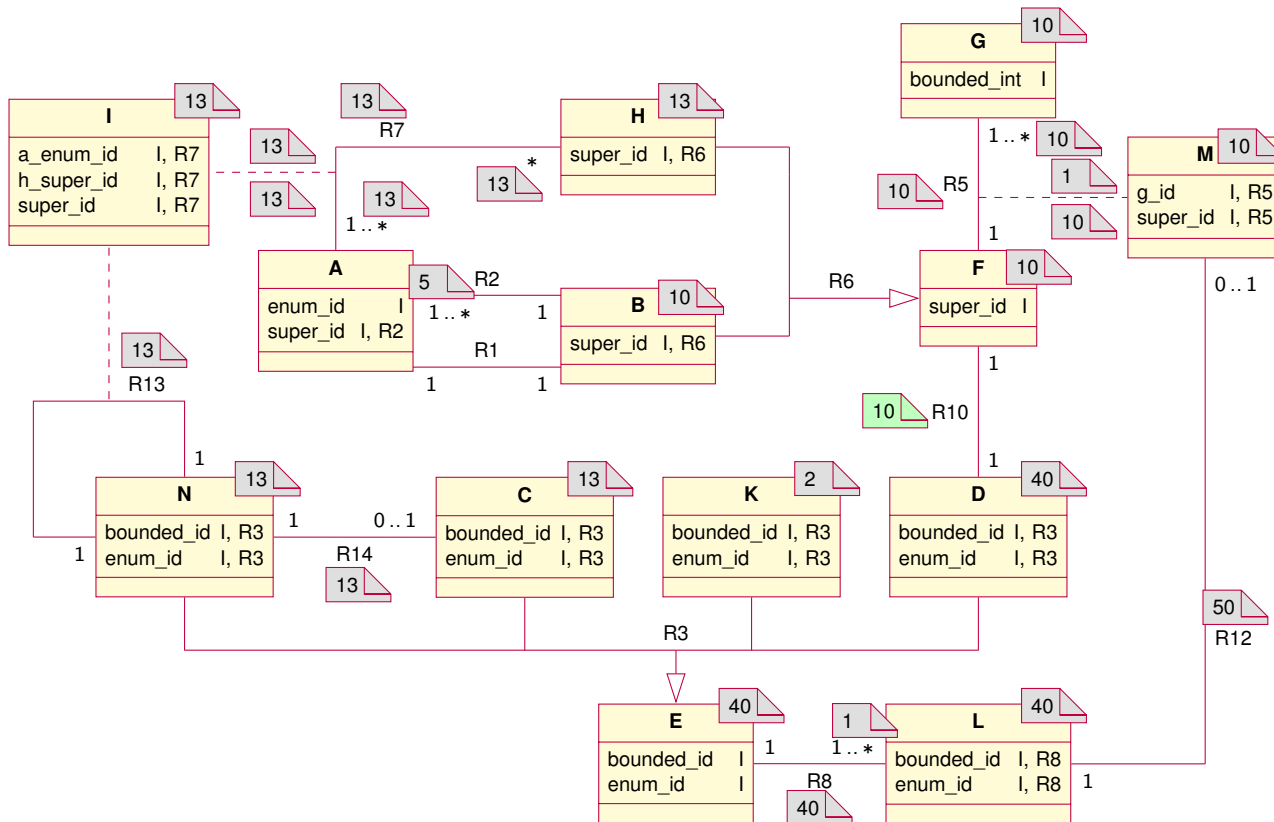 G
10
bounded_int I
I
13
a_enum_id I, R7
h_super_id I, R7
super_id I, R7
13
R7
13
13
H
13
super_id I, R6
*
13
13
1 .. *
1 .. *
10
R5
10
1
10
1
M
10
g_id I, R5
super_id I, R5
0 .. 1
A
enum_id I
super_id I, R2
5
R2
1 .. *
1
R1
1
1
B
10
super_id I, R6
R6
F
10
super_id I
1
10
R10
1
13
R13
1
1
N
13
bounded_id I, R3
enum_id I, R3
1
0 .. 1
R14
13
C
13
bounded_id I, R3
enum_id I, R3
K
2
bounded_id I, R3
enum_id I, R3
D
40
bounded_id I, R3
enum_id I, R3
R3
50
R12
E
40
bounded_id I
enum_id I
1
1
1 .. *
R8
40
L
40
bounded_id I, R8
enum_id I, R8
1